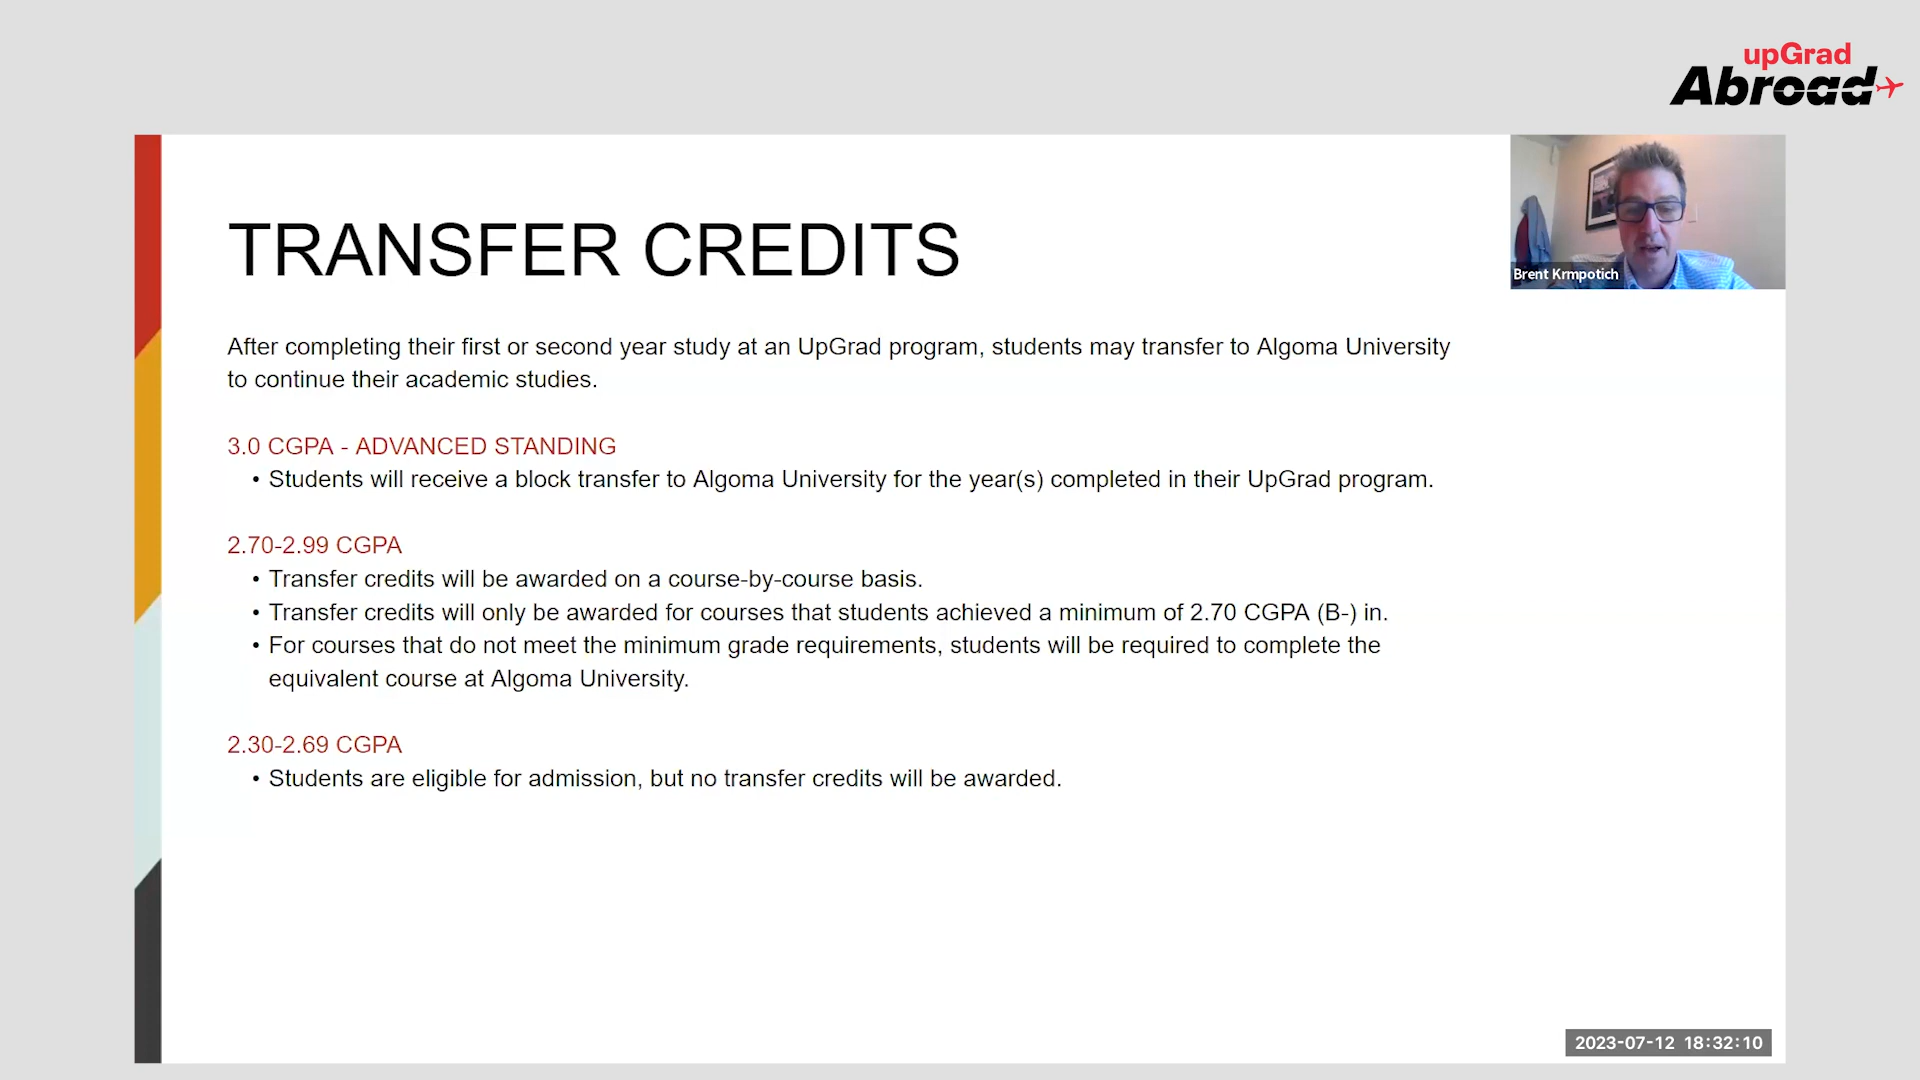 upGrad
Abroad
TRANSFER CREDITS
Brent Krmpotich
After completing their first or second year study at an UpGrad program, students may transfer to Algoma University
to continue their academic studies.
3.0 CGPA - ADVANCED STANDING
• Students will receive a block transfer to Algoma University for the year(s) completed in their UpGrad program.
2.70-2.99 CGPA
• Transfer credits will be awarded on a course-by-course basis.
• Transfer credits will only be awarded for courses that students achieved a minimum of 2.70 CGPA (B-) in.
• For courses that do not meet the minimum grade requirements, students will be required to complete the
equivalent course at Algoma University.
2.30-2.69 CGPA
• Students are eligible for admission, but no transfer credits will be awarded.
2023-07-12 18:32:10